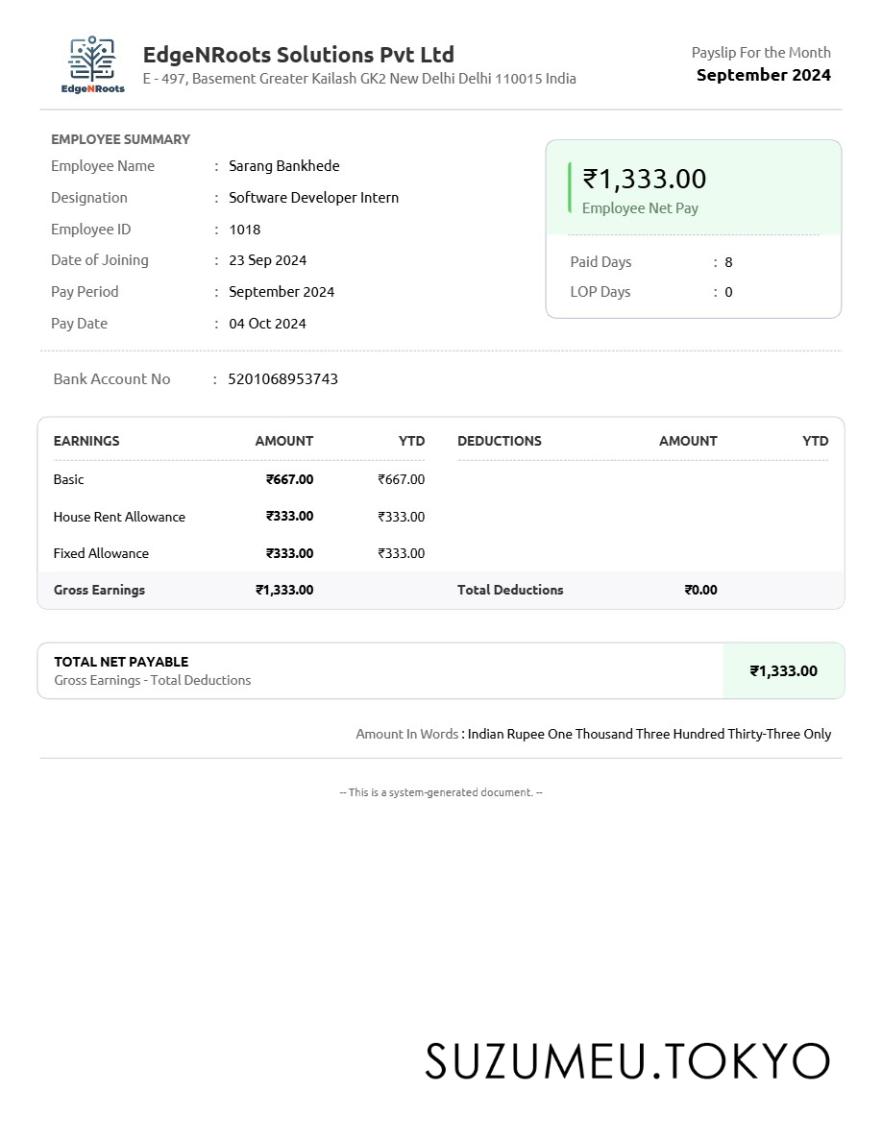 EdgeNRoots
EdgeNRoots Solutions Pvt Ltd
E - 497, Basement Greater Kailash GK2 New Delhi Delhi 110015 India
Payslip For the Month
September 2024
EMPLOYEE SUMMARY
Employee Name : Sarang Bankhede
Designation : Software Developer Intern
Employee ID : 1018
Date of Joining : 23 Sep 2024
Pay Period : September 2024
Pay Date : 04 Oct 2024
₹1,333.00
Employee Net Pay
Paid Days : 8
LOP Days : 0
Bank Account No : 5201068953743
EARNINGS AMOUNT YTD DEDUCTIONS AMOUNT YTD
Basic ₹667.00 ₹667.00
House Rent Allowance ₹333.00 ₹333.00
Fixed Allowance ₹333.00 ₹333.00
Gross Earnings ₹1,333.00 Total Deductions ₹0.00
TOTAL NET PAYABLE
Gross Earnings - Total Deductions
₹1,333.00
Amount In Words : Indian Rupee One Thousand Three Hundred Thirty-Three Only
-- This is a system-generated document. --
SUZUMEU.TOKYO